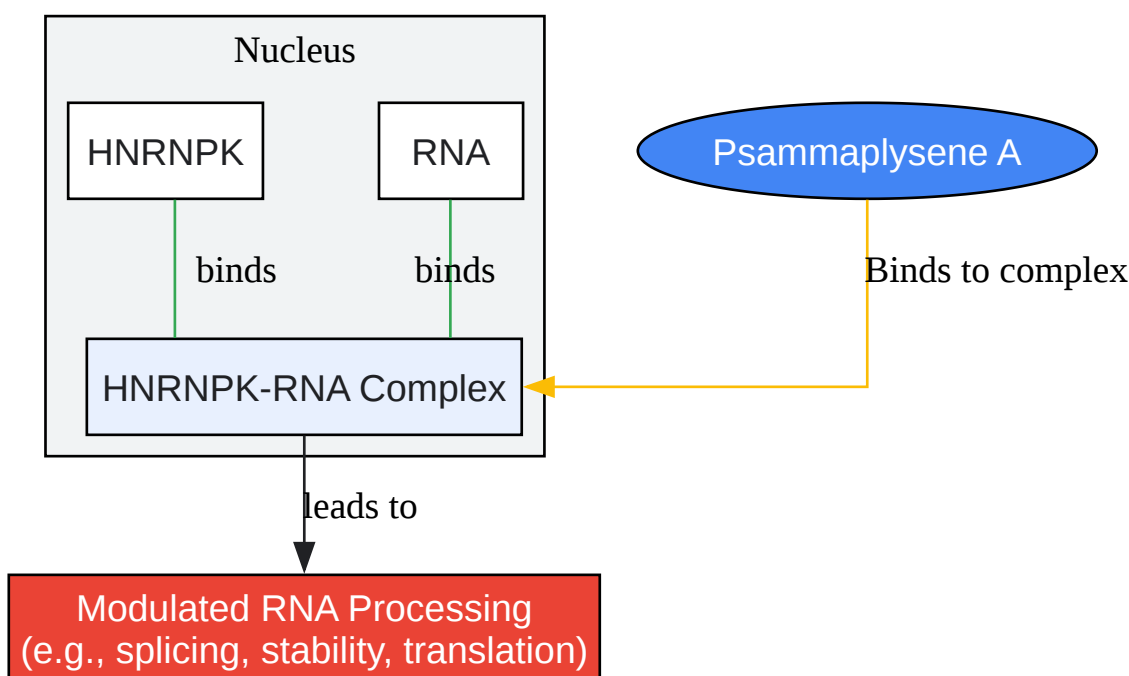 Nucleus
HNRNPK
RNA
Psammaplysene A
binds
binds
Binds to complex
HNRNPK-RNA Complex
leads to
Modulated RNA Processing
(e.g., splicing, stability, translation)